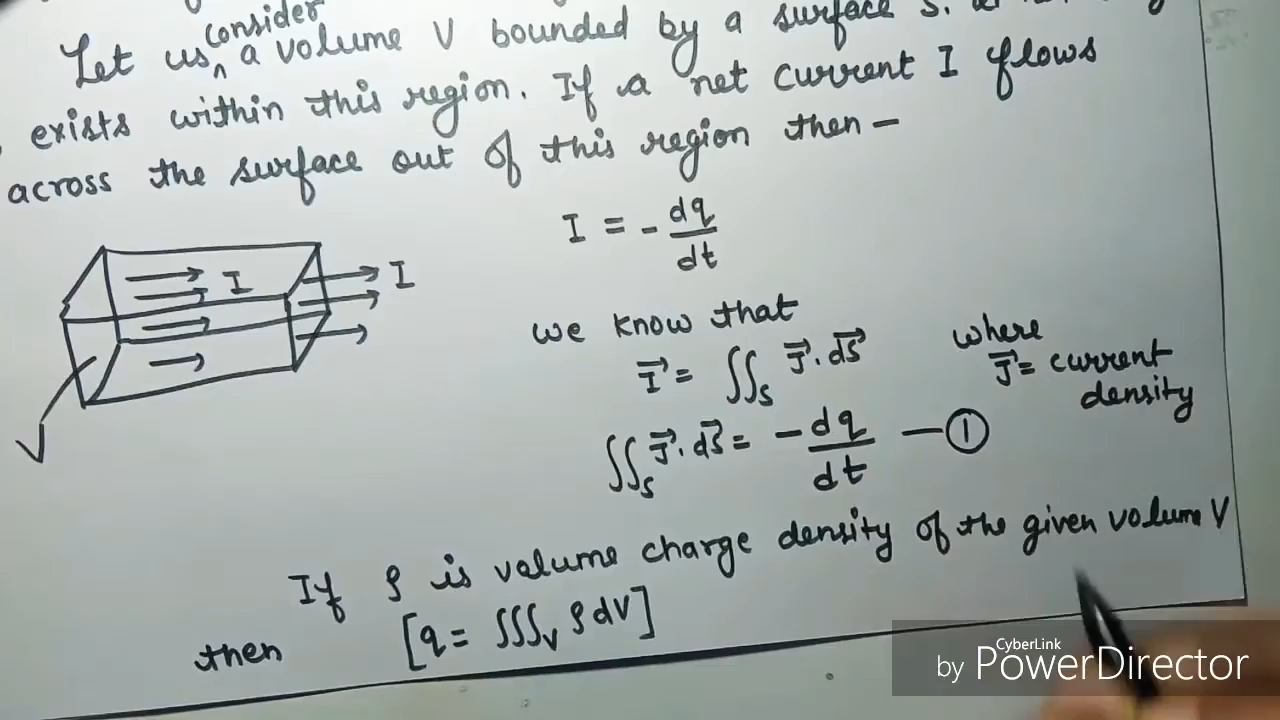 Let us consider a volume V bounded by a surface S.
exists within this region. If a net current I flows
across the surface out of this region then -
I = - dq/dt
I
I
we know that
I⃗ = ∬ₛ J⃗ . dS⃗
where
J⃗ = current
density
∬ₛ J⃗ . dS⃗ = - dq/dt — ①
V
If ρ is volume charge density of the given volume V
then [q = ∭ᵥ ρ dV]
CyberLink
by PowerDirector